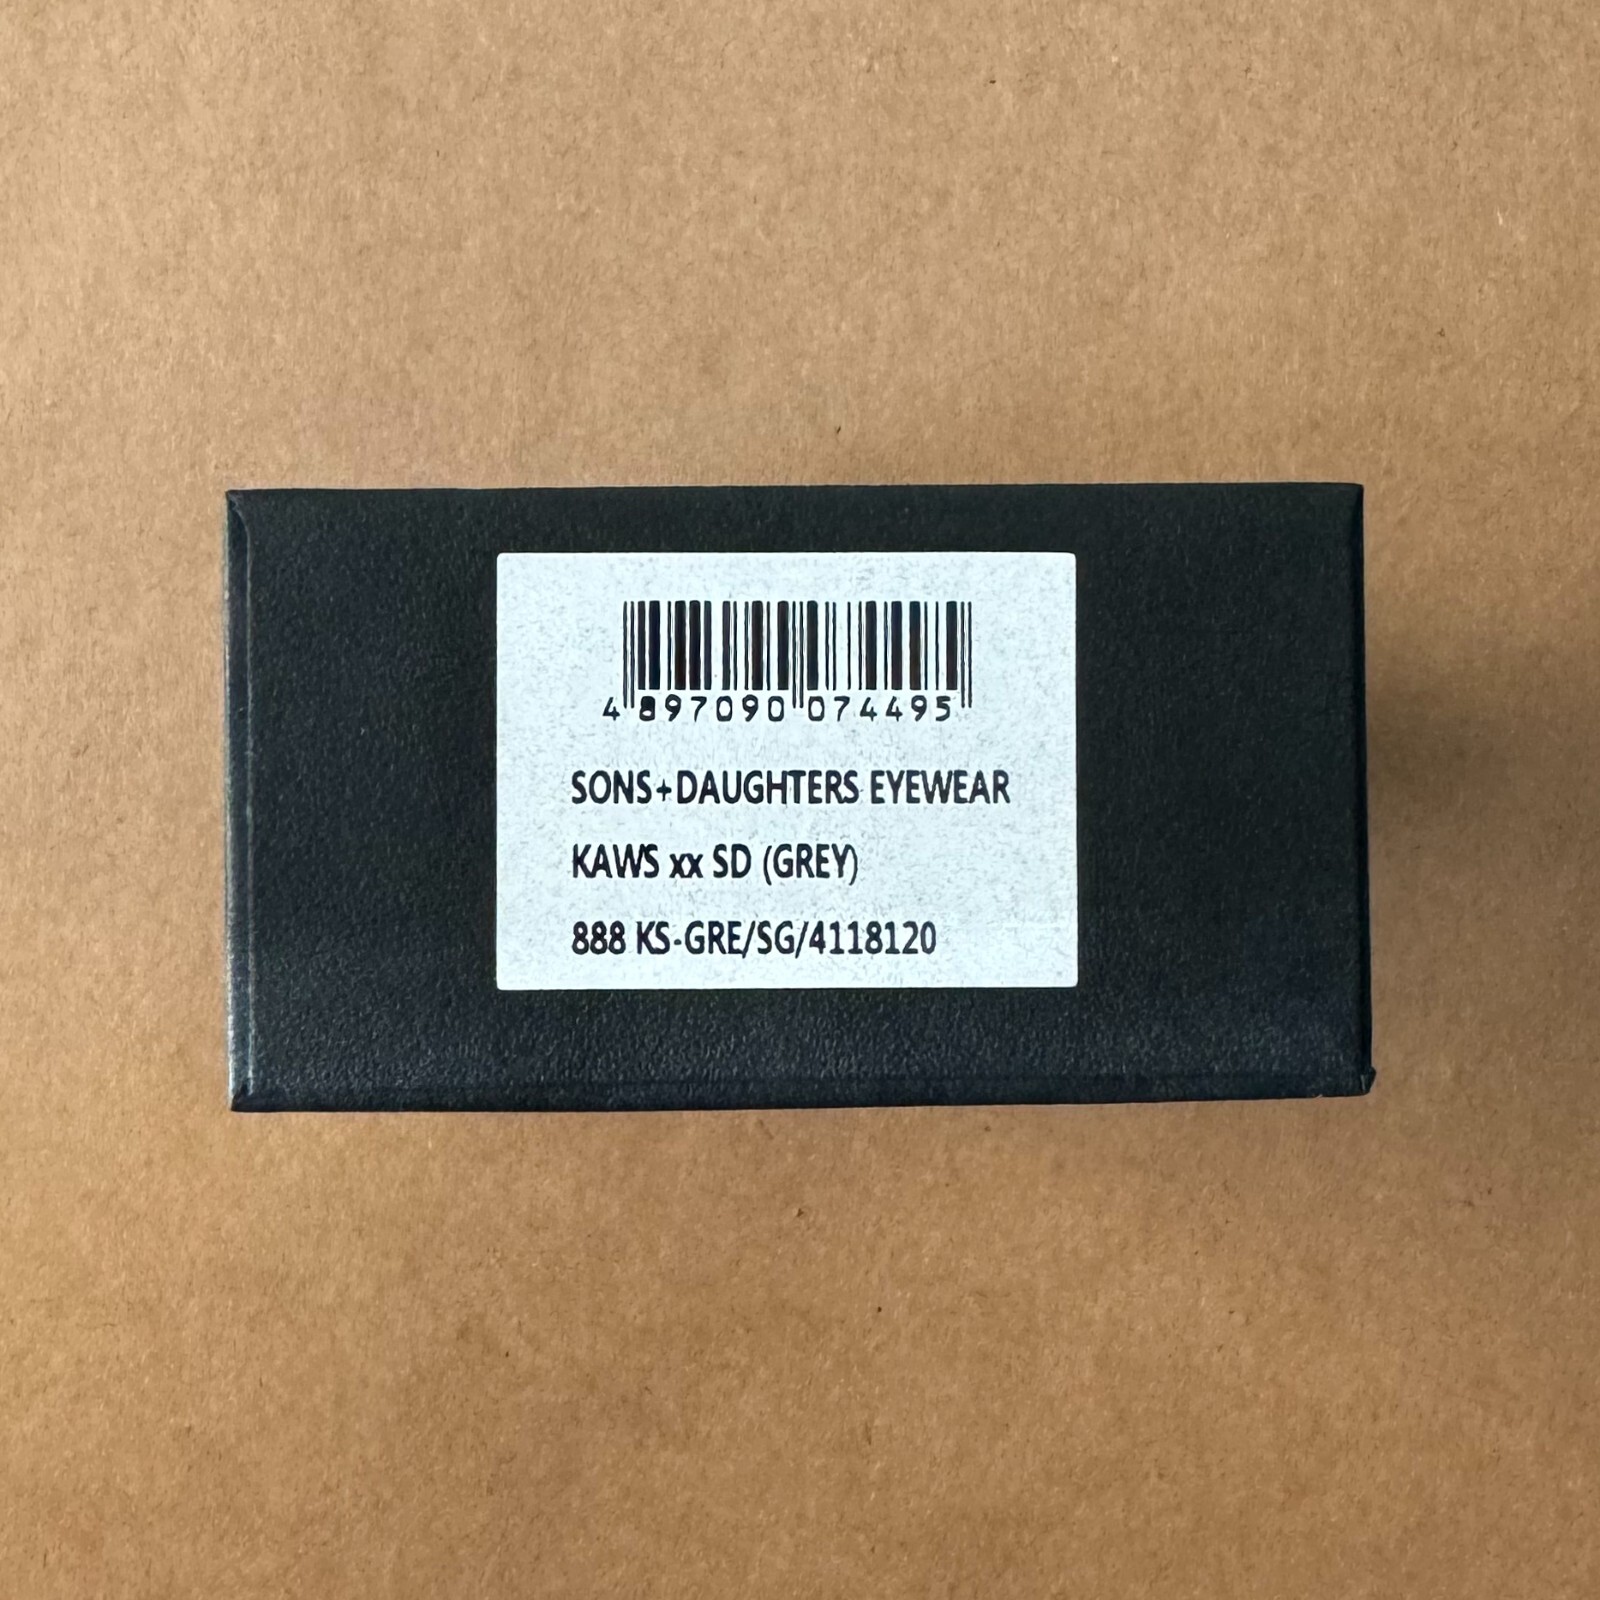 4 897090 074495
SONS+DAUGHTERS EYEWEAR
KAWS xx SD (GREY)
888 KS-GRE/SG/4118120